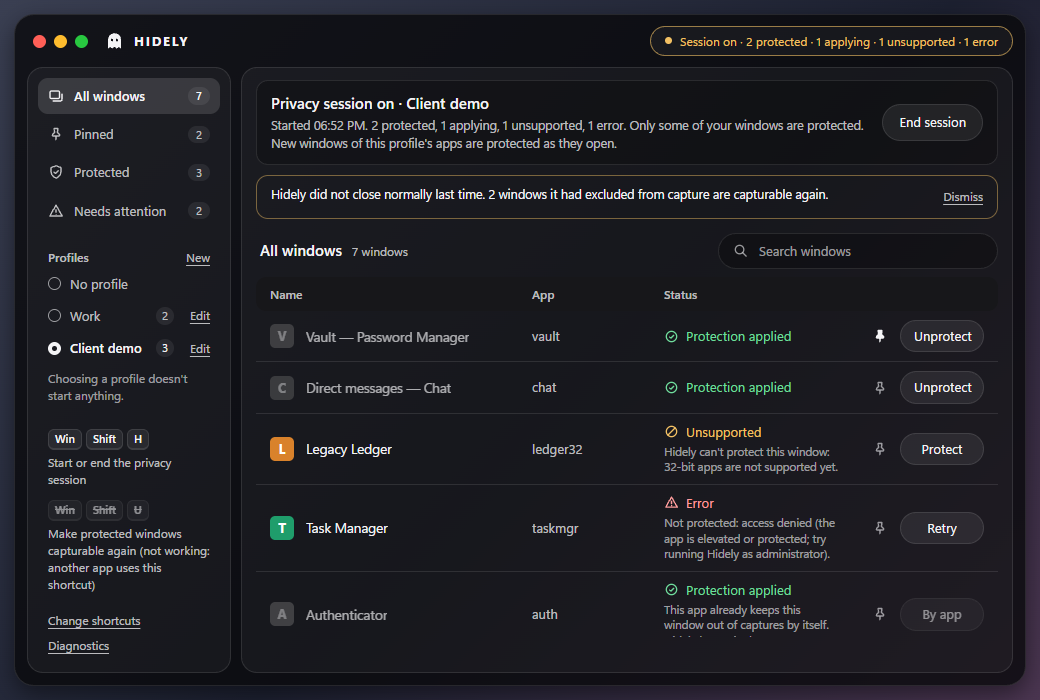 HIDELY
Session on · 2 protected · 1 applying · 1 unsupported · 1 error
All windows 7
Pinned 2
Protected 3
Needs attention 2
Profiles New
No profile
Work 2 Edit
Client demo 3 Edit
Choosing a profile doesn't
start anything.
Win Shift H
Start or end the privacy
session
Win Shift U
Make protected windows
capturable again (not working:
another app uses this
shortcut)
Change shortcuts
Diagnostics
Privacy session on · Client demo
Started 06:52 PM. 2 protected, 1 applying, 1 unsupported, 1 error. Only some of your windows are protected.
New windows of this profile's apps are protected as they open.
End session
Hidely did not close normally last time. 2 windows it had excluded from capture are capturable again.
Dismiss
All windows 7 windows
Search windows
Name App Status
V Vault — Password Manager vault Protection applied Unprotect
C Direct messages — Chat chat Protection applied Unprotect
L Legacy Ledger ledger32 Unsupported
Hidely can't protect this window:
32-bit apps are not supported yet.
Protect
T Task Manager taskmgr Error
Not protected: access denied (the
app is elevated or protected; try
running Hidely as administrator).
Retry
A Authenticator auth Protection applied
This app already keeps this
window out of captures by itself.
By app